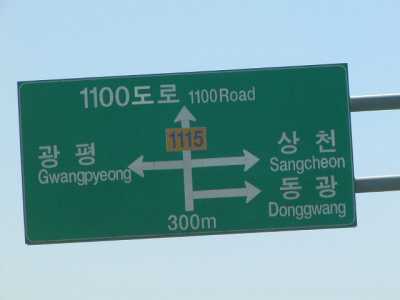 1100도로 1100Road
1115
광평
Gwangpyeong
상천
Sangcheon
동광
Donggwang
300m